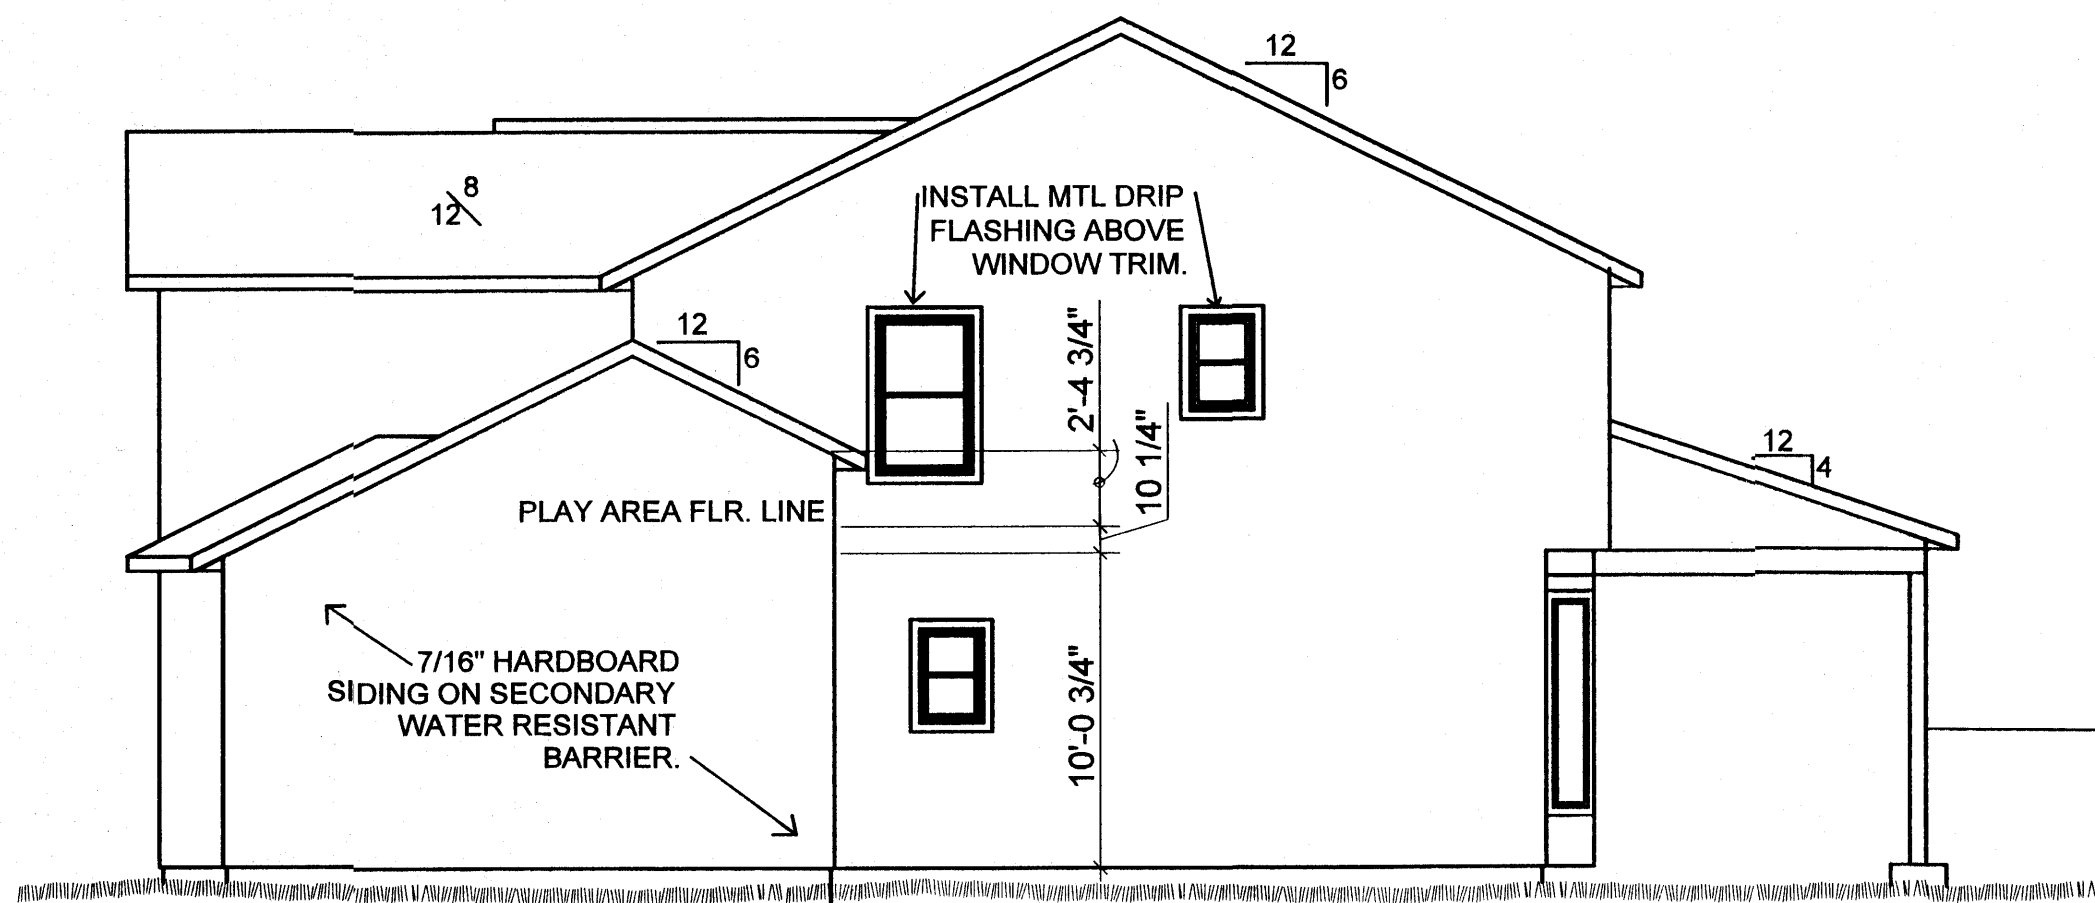 12
6
8
12
INSTALL MTL DRIP
FLASHING ABOVE
WINDOW TRIM.
12
6
2'-4 3/4"
10 1/4"
12
4
PLAY AREA FLR. LINE
7/16" HARDBOARD
SIDING ON SECONDARY
WATER RESISTANT
BARRIER.
10'-0 3/4"